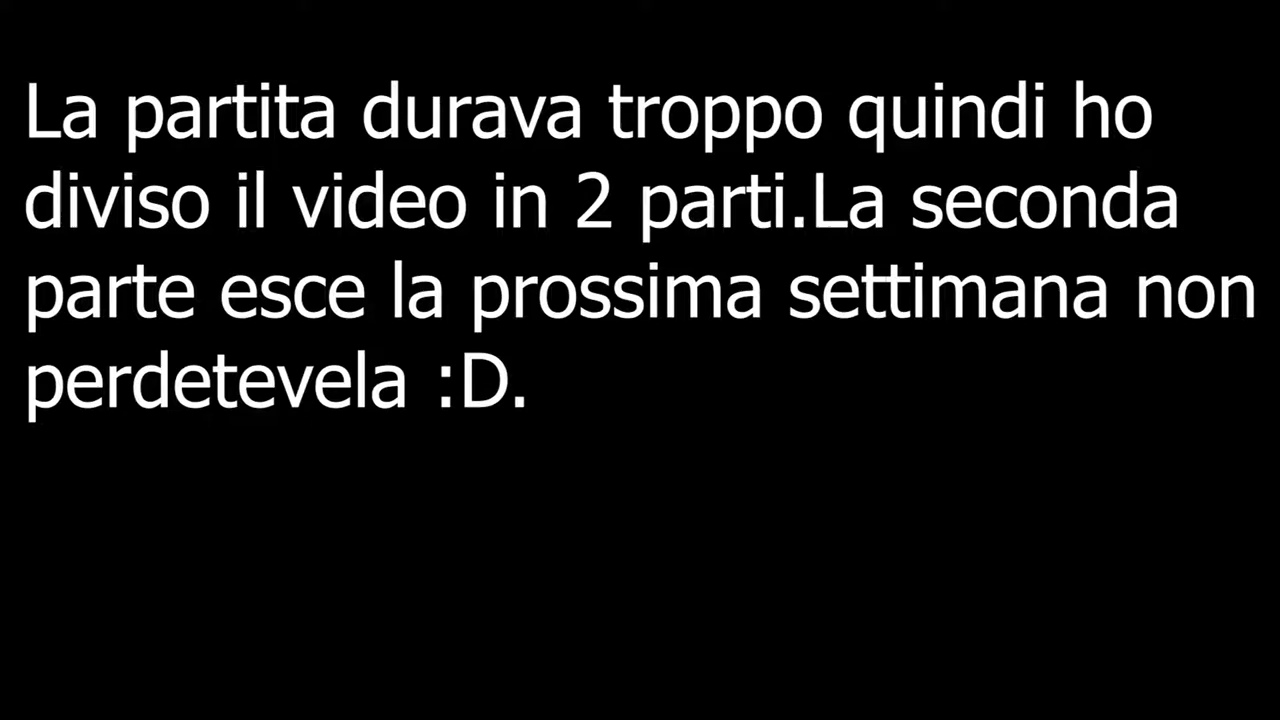 La partita durava troppo quindi ho
diviso il video in 2 parti.La seconda
parte esce la prossima settimana non
perdetevela :D.